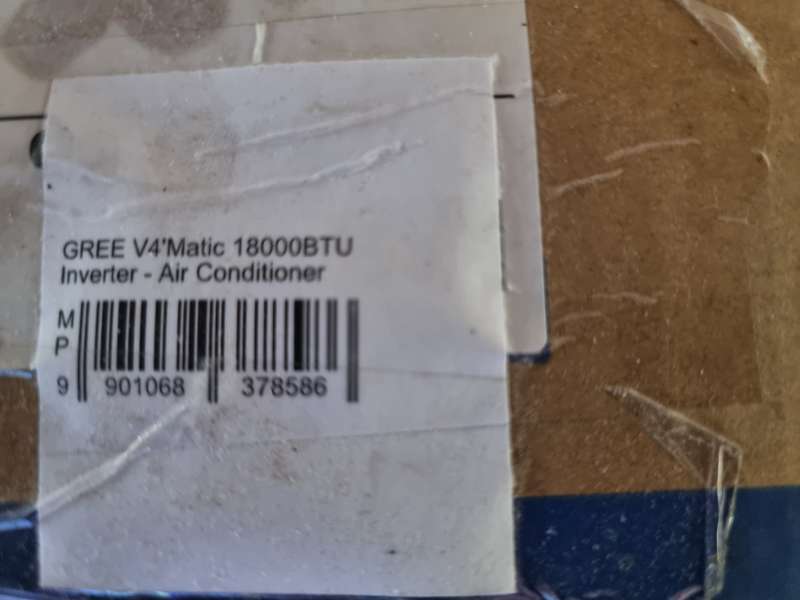 GREE V4'Matic 18000BTU
Inverter - Air Conditioner
M
P
9 901068 378586